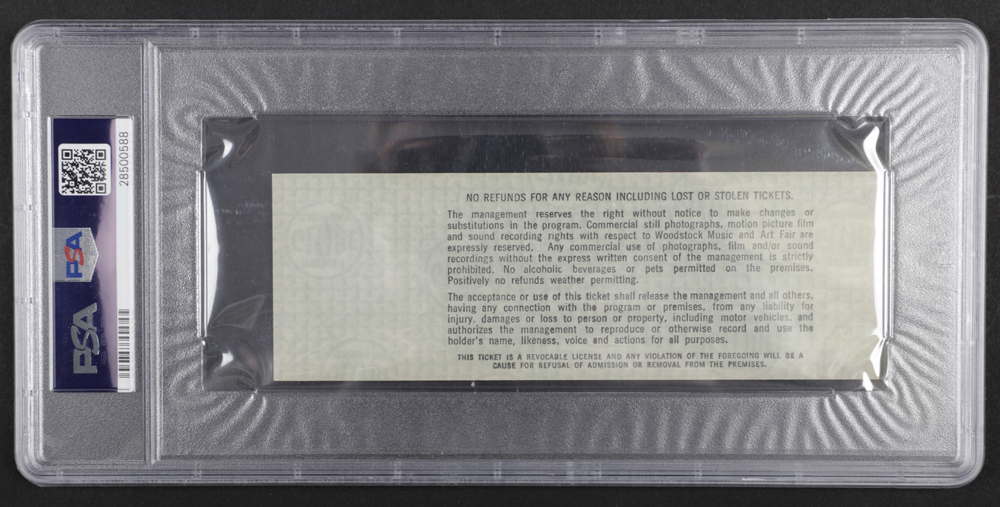 28500588
PSA
PSA
NO REFUNDS FOR ANY REASON INCLUDING LOST OR STOLEN TICKETS.
The management reserves the right without notice to make changes or
substitutions in the program. Commercial still photographs, motion picture film
and sound recording rights with respect to Woodstock Music and Art Fair are
expressly reserved. Any commercial use of photographs, film and/or sound
recordings without the express written consent of the management is strictly
prohibited. No alcoholic beverages or pets permitted on the premises.
Positively no refunds weather permitting.
The acceptance or use of this ticket shall release the management and all others,
having any connection with the program or premises, from any liability for
injury, damages or loss to person or property, including motor vehicles, and
authorizes the management to reproduce or otherwise record and use the
holder's name, likeness, voice and actions for all purposes.
THIS TICKET IS A REVOCABLE LICENSE AND ANY VIOLATION OF THE FOREGOING WILL BE A
CAUSE FOR REFUSAL OF ADMISSION OR REMOVAL FROM THE PREMISES.